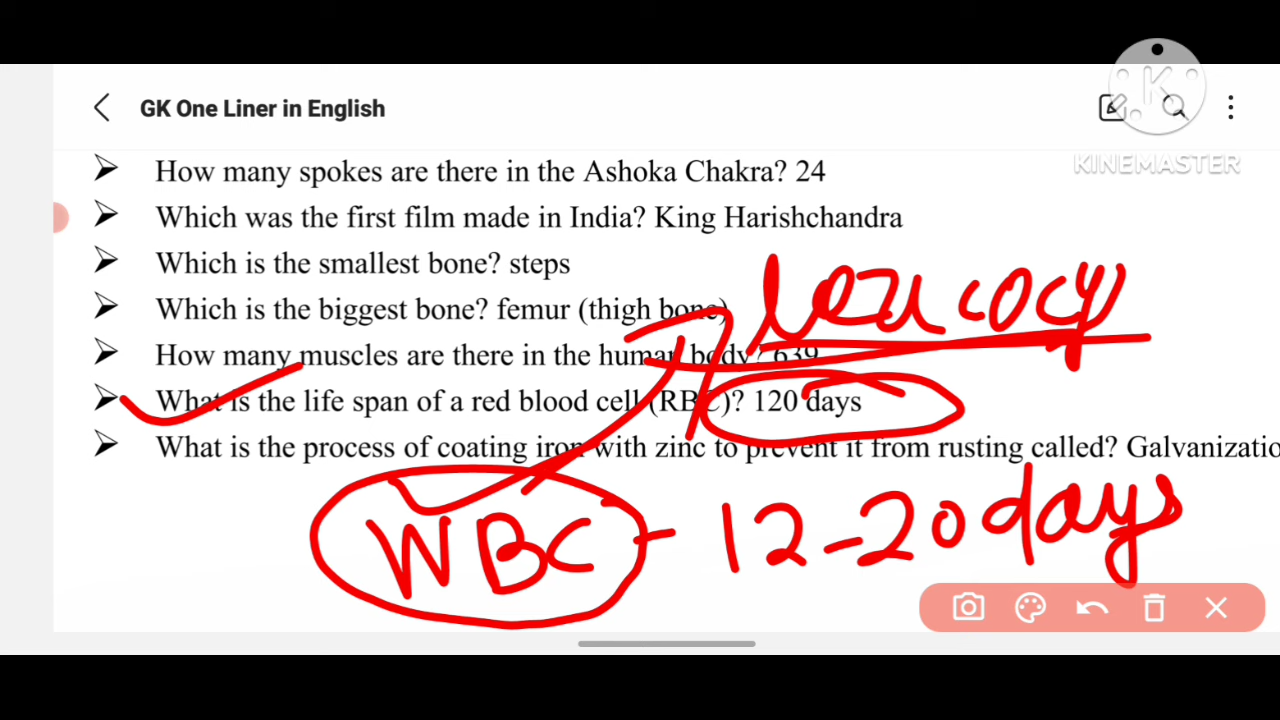 GK One Liner in English
KINEMASTER
How many spokes are there in the Ashoka Chakra? 24
Which was the first film made in India? King Harishchandra
Which is the smallest bone? steps
Which is the biggest bone? femur (thigh bone)
leucocy
How many muscles are there in the human body? 639
What is the life span of a red blood cell (RBC)? 120 days
What is the process of coating iron with zinc to prevent it from rusting called? Galvanizatio
WBC - 12-20 days